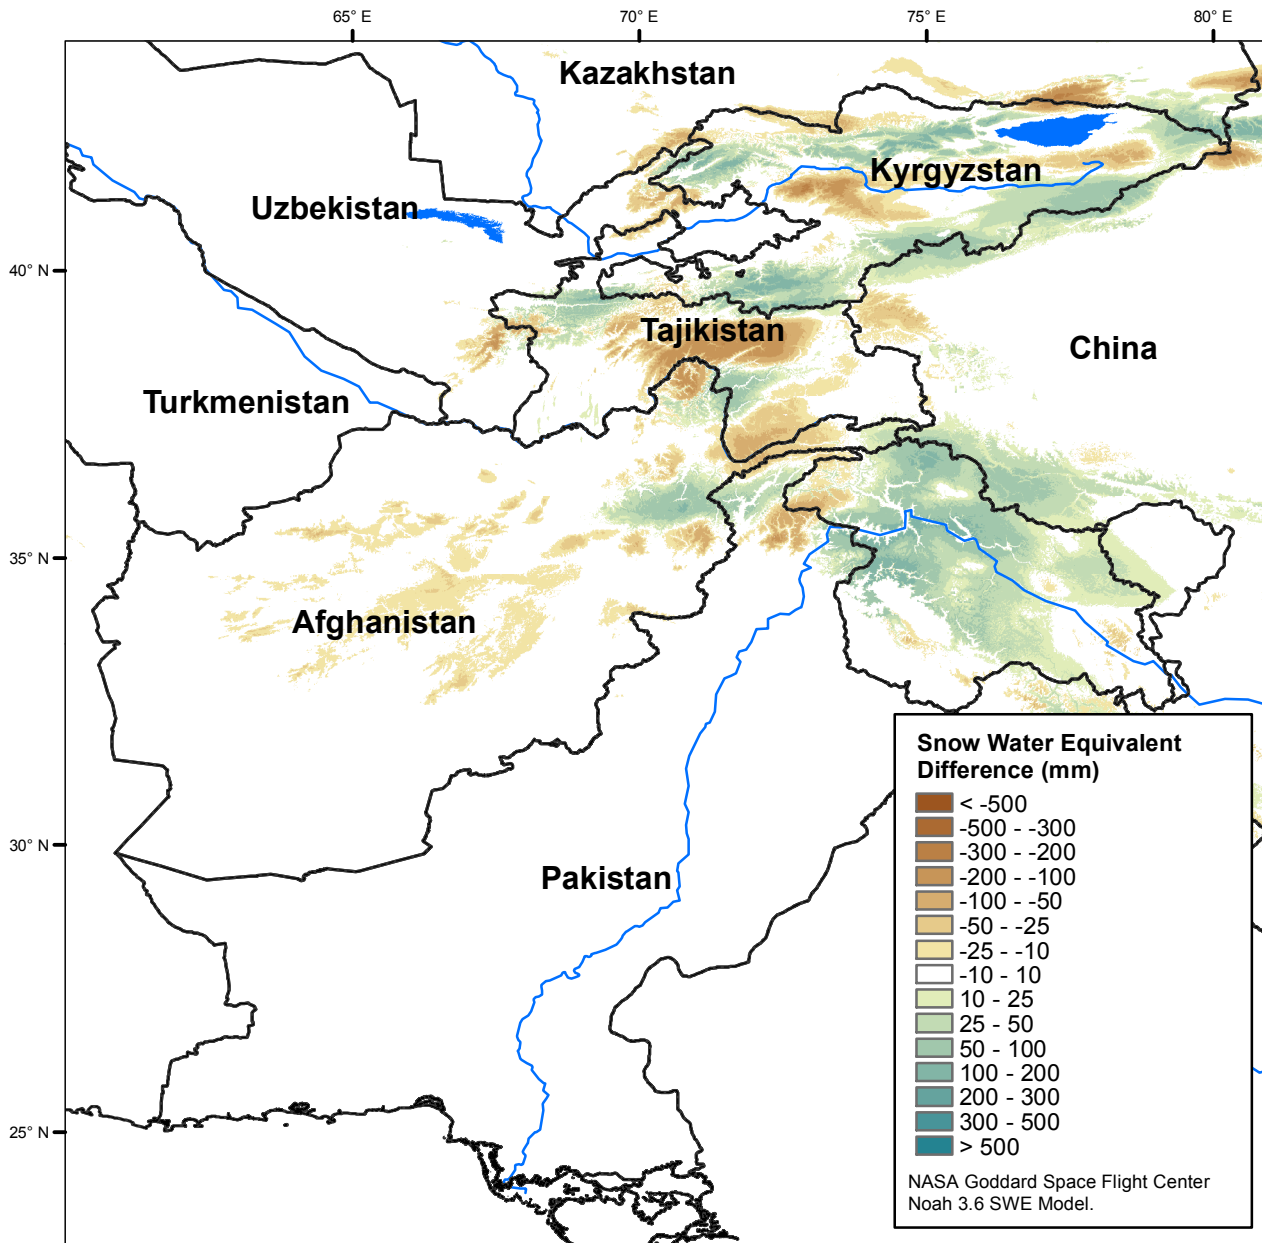 65° E
70° E
75° E
80° E
Kazakhstan
Kyrgyzstan
Uzbekistan
40° N
Tajikistan
China
Turkmenistan
35° N
Afghanistan
Snow Water Equivalent
Difference (mm)
< -500
-500 - -300
-300 - -200
-200 - -100
-100 - -50
-50 - -25
-25 - -10
-10 - 10
10 - 25
25 - 50
50 - 100
100 - 200
200 - 300
300 - 500
> 500
NASA Goddard Space Flight Center
Noah 3.6 SWE Model.
30° N
Pakistan
25° N